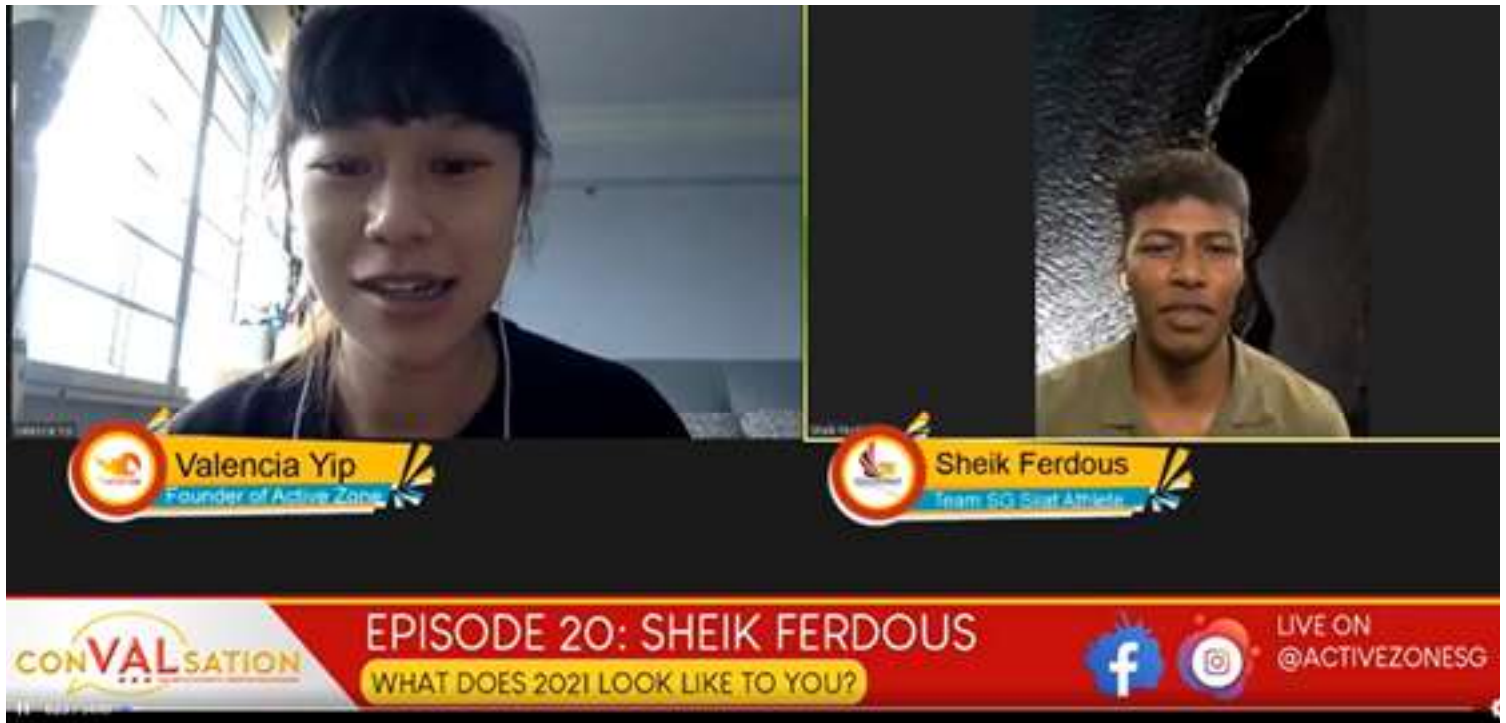 Valencia Yip
Founder of Active Zone
Sheik Ferdous
Team SG Silat Athlete
conVALsation
EPISODE 20: SHEIK FERDOUS
WHAT DOES 2021 LOOK LIKE TO YOU?
LIVE ON
@ACTIVEZONESG